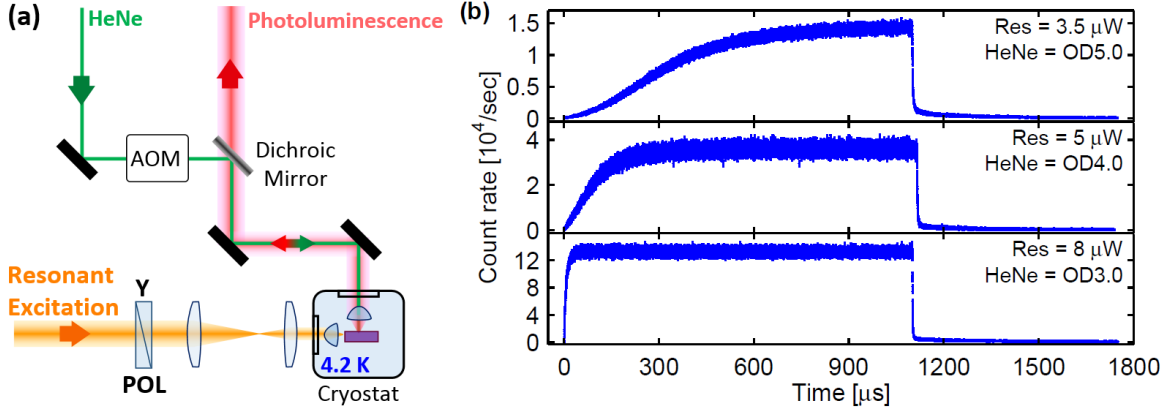 (a)
HeNe
Photoluminescence
AOM
Dichroic
Mirror
Resonant
Excitation
Y
POL
4.2 K
Cryostat
(b)
Count rate [10⁴/sec]
1.5
1
0.5
0
Res = 3.5 μW
HeNe = OD5.0
4
2
0
Res = 5 μW
HeNe = OD4.0
12
8
4
0
Res = 8 μW
HeNe = OD3.0
0 300 600 900 1200 1500 1800
Time [μs]